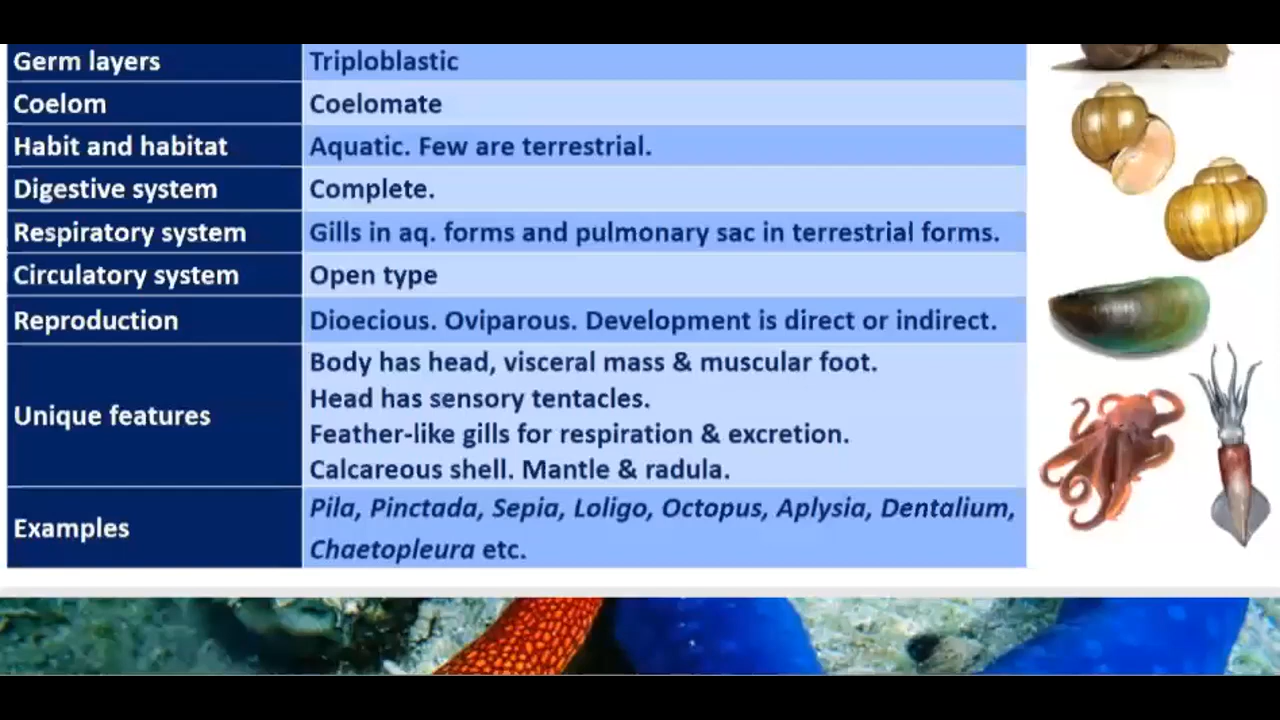 Germ layers Triploblastic
Coelom Coelomate
Habit and habitat Aquatic. Few are terrestrial.
Digestive system Complete.
Respiratory system Gills in aq. forms and pulmonary sac in terrestrial forms.
Circulatory system Open type
Reproduction Dioecious. Oviparous. Development is direct or indirect.
Unique features
Body has head, visceral mass & muscular foot.
Head has sensory tentacles.
Feather-like gills for respiration & excretion.
Calcareous shell. Mantle & radula.
Examples
Pila, Pinctada, Sepia, Loligo, Octopus, Aplysia, Dentalium,
Chaetopleura etc.